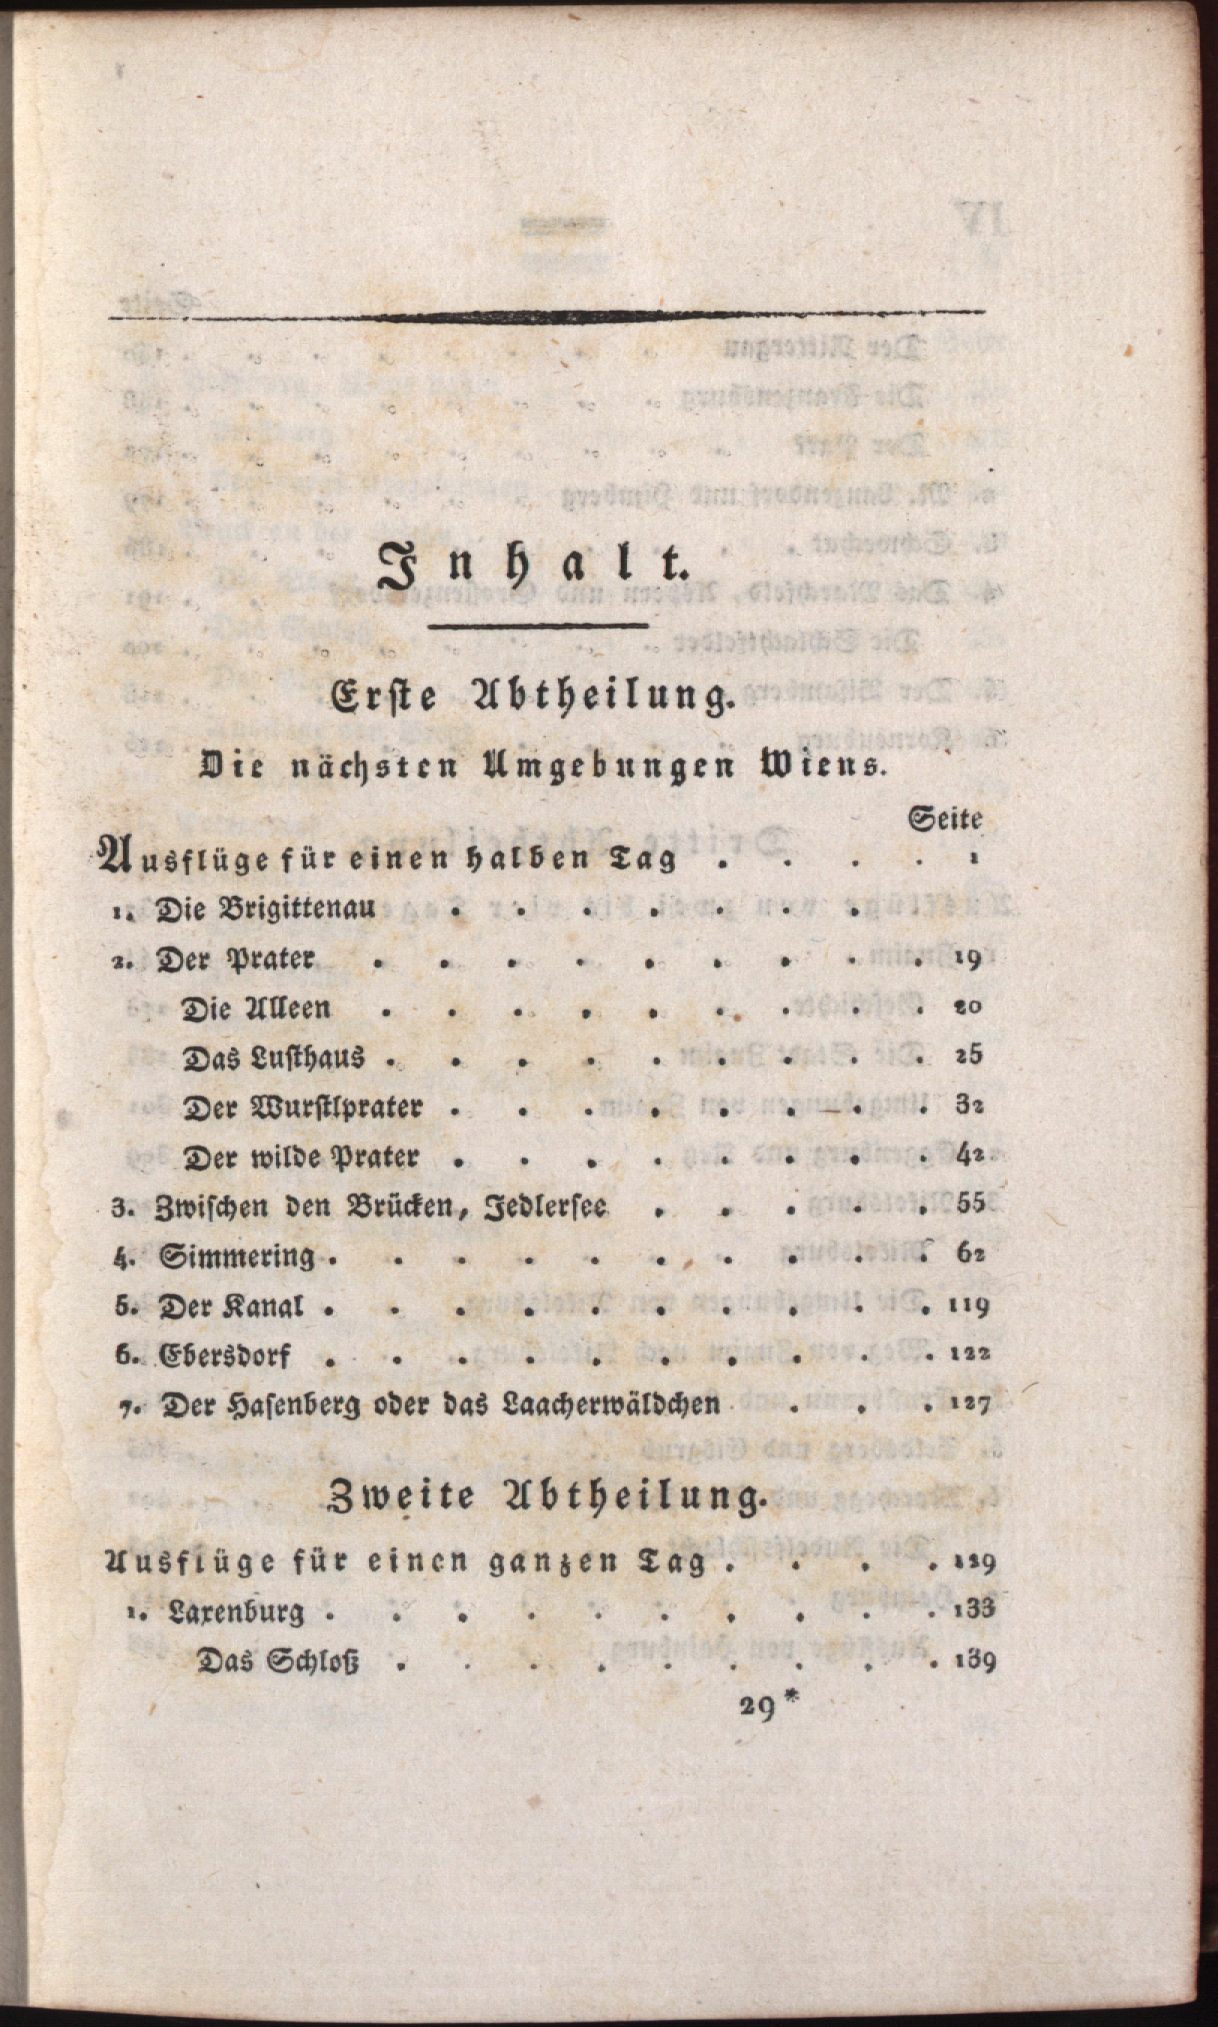 Inhalt.
Erste Abtheilung.
Die nächsten Umgebungen Wiens.
Seite
Ausflüge für einen halben Tag . . . . 1
1. Die Brigittenau . . . . . . .
2. Der Prater . . . . . . . . . 19
Die Alleen . . . . . . . . . 20
Das Lusthaus . . . . . . . . . 25
Der Wurstlprater . . . . . . . . 32
Der wilde Prater . . . . . . . . 42
3. Zwischen den Brücken, Jedlersee . . . . . 55
4. Simmering . . . . . . . . . . 62
5. Der Kanal . . . . . . . . . . 119
6. Ebersdorf . . . . . . . . . . 122
7. Der Hasenberg oder das Laacherwäldchen . . . 127
Zweite Abtheilung.
Ausflüge für einen ganzen Tag . . . . 129
1. Laxenburg . . . . . . . . . . 133
Das Schloß . . . . . . . . . 139
29*